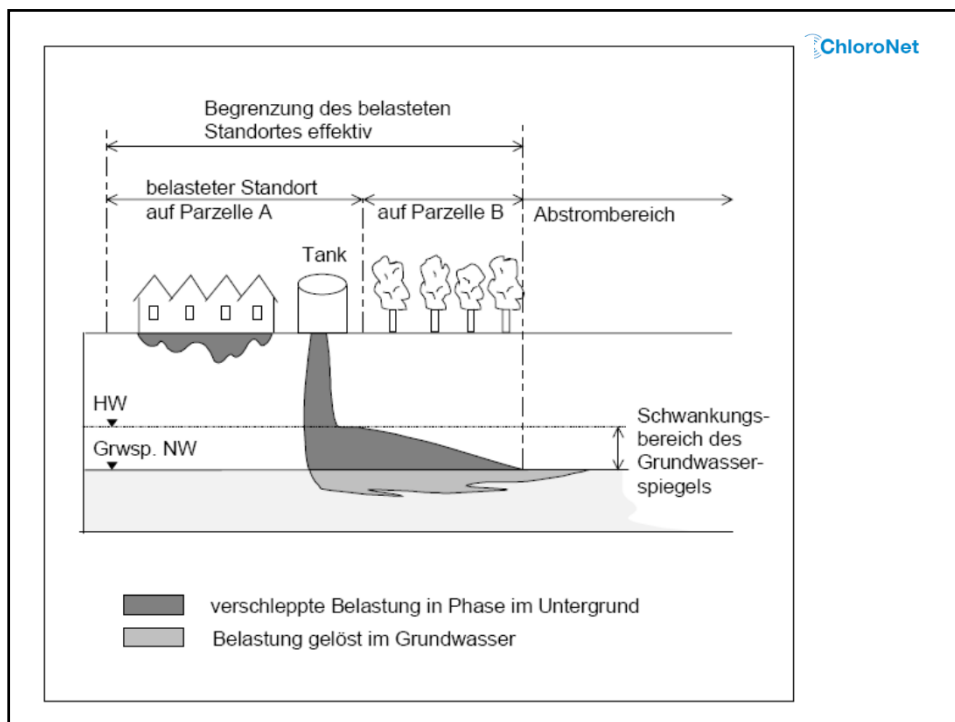 ChloroNet
Begrenzung des belasteten
Standortes effektiv
belasteter Standort
auf Parzelle A
auf Parzelle B
Abstrombereich
Tank
HW
Grwsp. NW
Schwankungs-
bereich des
Grundwasser-
spiegels
verschleppte Belastung in Phase im Untergrund
Belastung gelöst im Grundwasser